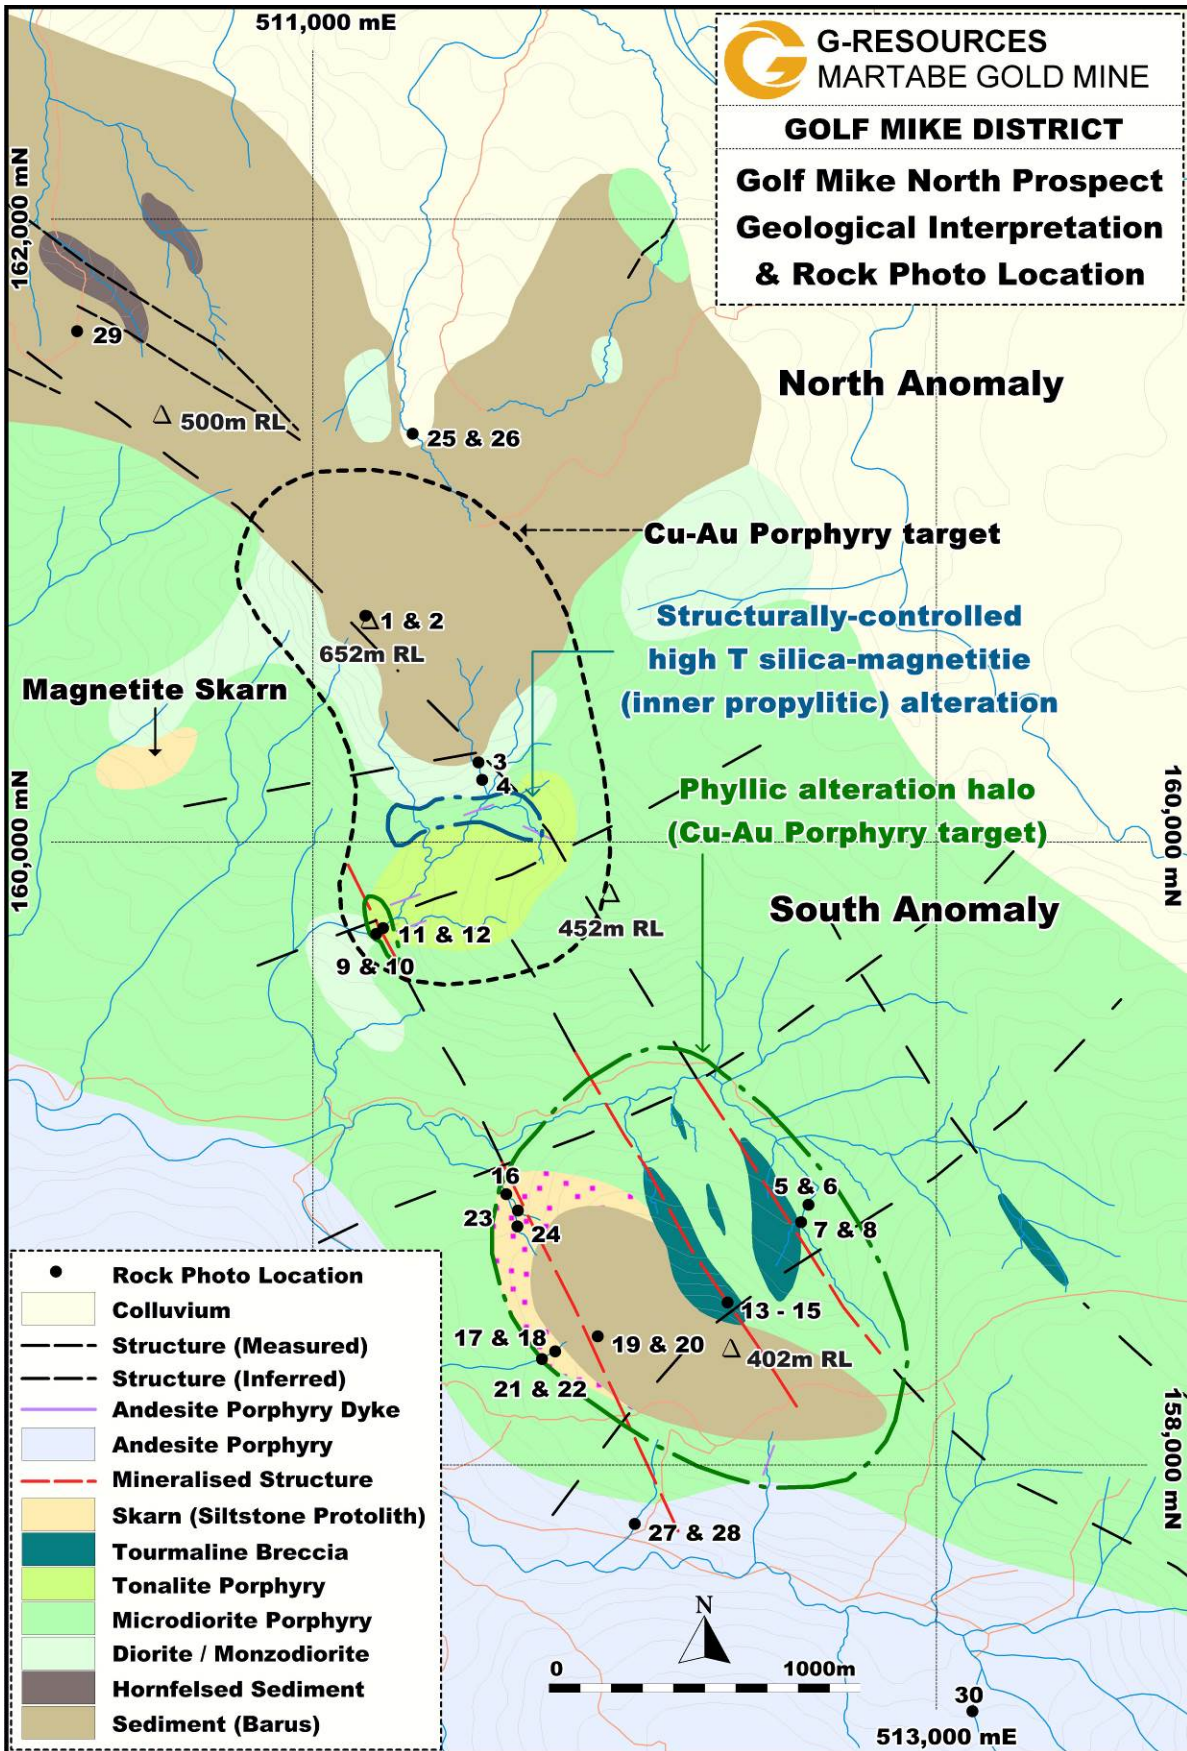 511,000 mE
G-RESOURCES
MARTABE GOLD MINE
GOLF MIKE DISTRICT
Golf Mike North Prospect
Geological Interpretation
& Rock Photo Location
162,000 mN
29
500m RL
25 & 26
North Anomaly
Cu-Au Porphyry target
1 & 2
652m RL
Structurally-controlled
high T silica-magnetitie
(inner propylitic) alteration
Magnetite Skarn
3
4
Phyllic alteration halo
(Cu-Au Porphyry target)
160,000 mN
160,000 mN
South Anomaly
452m RL
11 & 12
9 & 10
16
23
24
5 & 6
7 & 8
13 - 15
17 & 18
19 & 20
402m RL
21 & 22
158,000 mN
27 & 28
Rock Photo Location
Colluvium
Structure (Measured)
Structure (Inferred)
Andesite Porphyry Dyke
Andesite Porphyry
Mineralised Structure
Skarn (Siltstone Protolith)
Tourmaline Breccia
Tonalite Porphyry
Microdiorite Porphyry
Diorite / Monzodiorite
Hornfelsed Sediment
Sediment (Barus)
N
0 1000m
30
513,000 mE